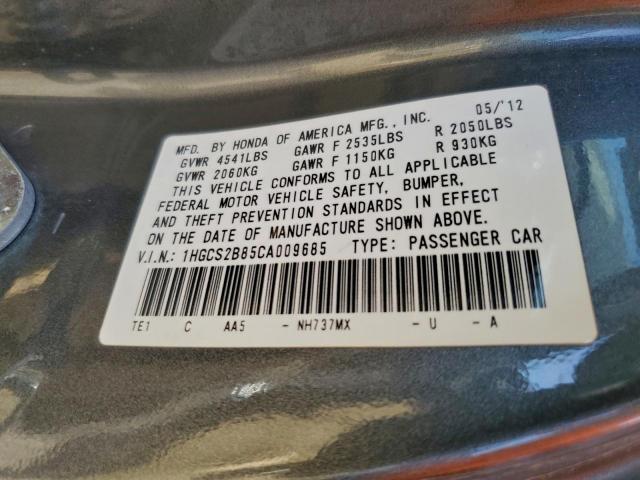 MFD. BY HONDA OF AMERICA MFG., INC. 05/'12
GVWR 4541LBS GAWR F 2535LBS R 2050LBS
GVWR 2060KG GAWR F 1150KG R 930KG
THIS VEHICLE CONFORMS TO ALL APPLICABLE
FEDERAL MOTOR VEHICLE SAFETY, BUMPER,
AND THEFT PREVENTION STANDARDS IN EFFECT
ON THE DATE OF MANUFACTURE SHOWN ABOVE.
V.I.N.: 1HGCS2B85CA009685 TYPE: PASSENGER CAR
TE1 C AA5 - NH737MX - U - A